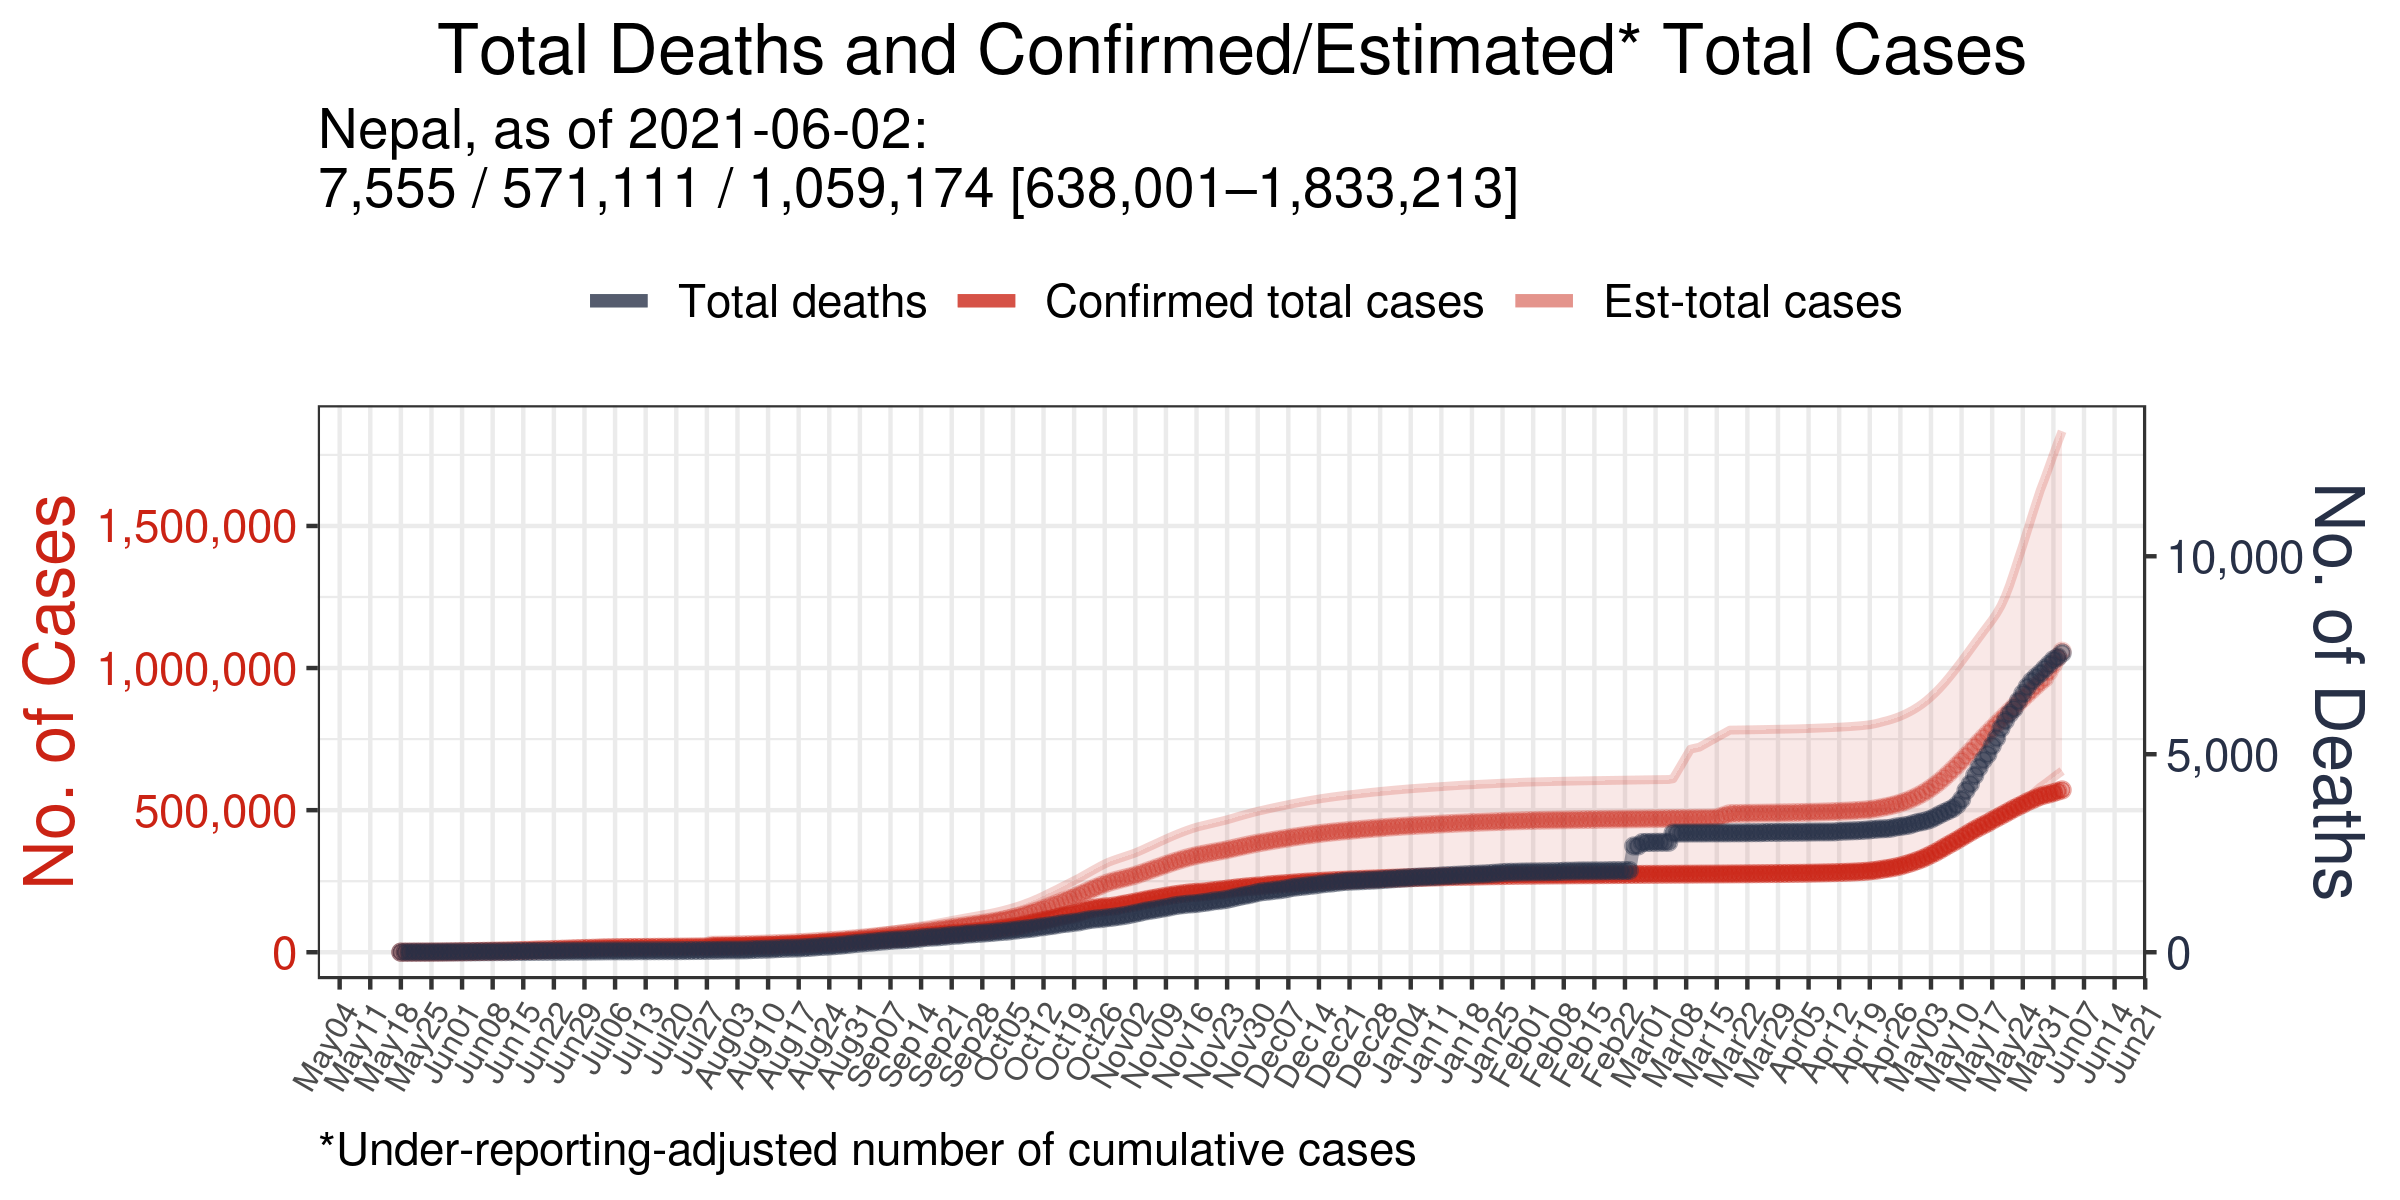 Total Deaths and Confirmed/Estimated* Total Cases
Nepal, as of 2021-06-02:
7,555 / 571,111 / 1,059,174 [638,001–1,833,213]
Total deaths
Confirmed total cases
Est-total cases
No. of Cases
1,500,000
1,000,000
500,000
0
10,000
5,000
0
No. of Deaths
May04
May11
May18
May25
Jun01
Jun08
Jun15
Jun22
Jun29
Jul06
Jul13
Jul20
Jul27
Aug03
Aug10
Aug17
Aug24
Aug31
Sep07
Sep14
Sep21
Sep28
Oct05
Oct12
Oct19
Oct26
Nov02
Nov09
Nov16
Nov23
Nov30
Dec07
Dec14
Dec21
Dec28
Jan04
Jan11
Jan18
Jan25
Feb01
Feb08
Feb15
Feb22
Mar01
Mar08
Mar15
Mar22
Mar29
Apr05
Apr12
Apr19
Apr26
May03
May10
May17
May24
May31
Jun07
Jun14
Jun21
*Under-reporting-adjusted number of cumulative cases